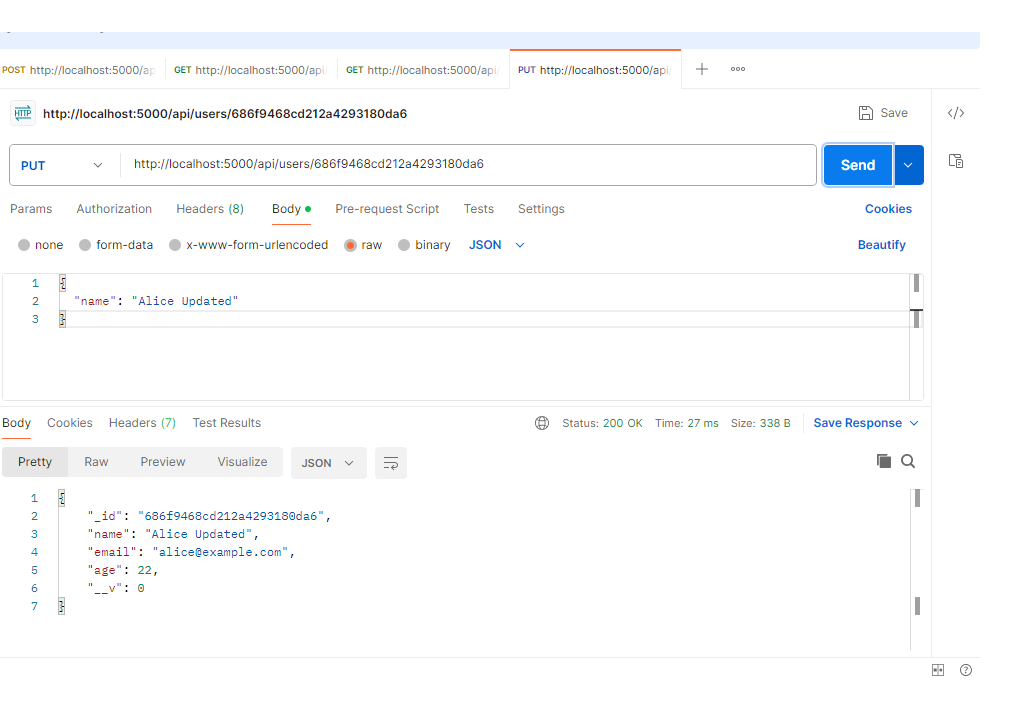 POST http://localhost:5000/ap GET http://localhost:5000/api GET http://localhost:5000/api PUT http://localhost:5000/api
HTTP http://localhost:5000/api/users/686f9468cd212a4293180da6 Save </>
PUT http://localhost:5000/api/users/686f9468cd212a4293180da6 Send
Params Authorization Headers (8) Body Pre-request Script Tests Settings Cookies
none form-data x-www-form-urlencoded raw binary JSON Beautify
1 {
2 "name": "Alice Updated"
3 }
Body Cookies Headers (7) Test Results Status: 200 OK Time: 27 ms Size: 338 B Save Response
Pretty Raw Preview Visualize JSON
1 {
2 "_id": "686f9468cd212a4293180da6",
3 "name": "Alice Updated",
4 "email": "alice@example.com",
5 "age": 22,
6 "__v": 0
7 }